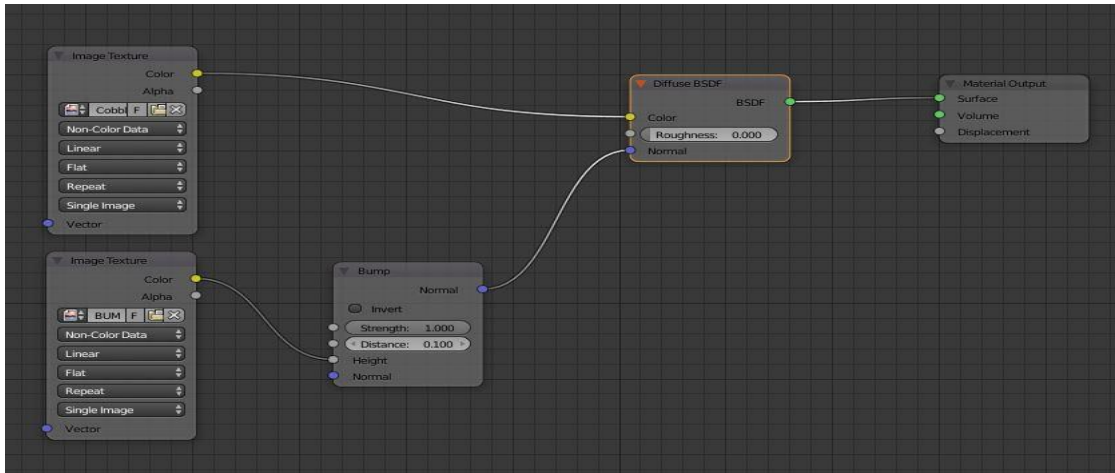 Image Texture
Color
Alpha
Cobbl F
Non-Color Data
Linear
Flat
Repeat
Single Image
Vector
Image Texture
Color
Alpha
BUM F
Non-Color Data
Linear
Flat
Repeat
Single Image
Vector
Bump
Normal
Invert
Strength: 1.000
Distance: 0.100
Height
Normal
Diffuse BSDF
BSDF
Color
Roughness: 0.000
Normal
Material Output
Surface
Volume
Displacement